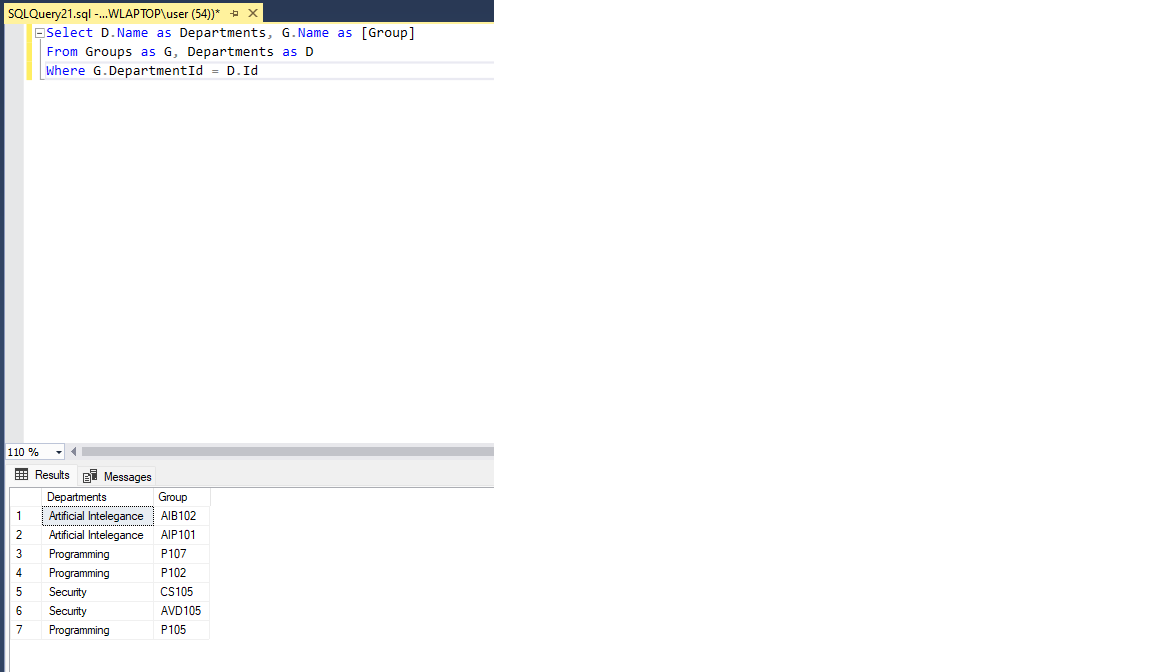 SQLQuery21.sql -...WLAPTOP\user (54))*
Select D.Name as Departments, G.Name as [Group]
From Groups as G, Departments as D
Where G.DepartmentId = D.Id
110 %
Results Messages
Departments Group
1 Artificial Intelegance AIB102
2 Artificial Intelegance AIP101
3 Programming P107
4 Programming P102
5 Security CS105
6 Security AVD105
7 Programming P105